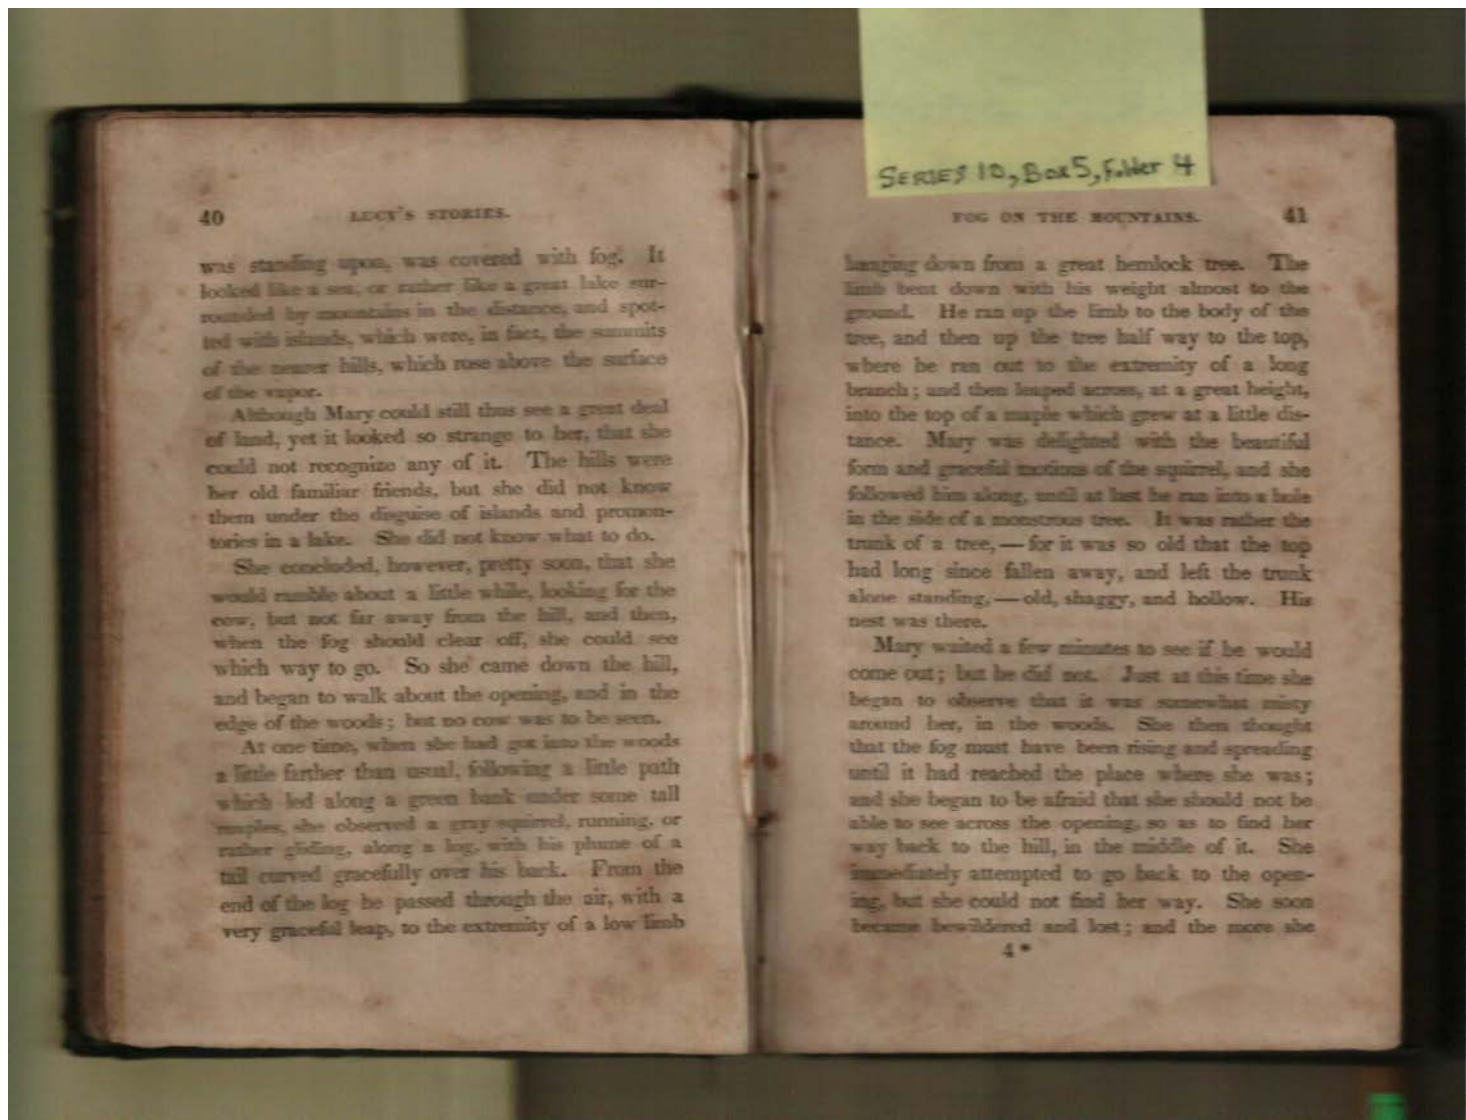 SERIES 10, Box 5, Folder 4
40 LUCY'S STORIES.
was standing upon, was covered with fog. It
looked like a sea, or rather like a great lake sur-
rounded by mountains in the distance, and spot-
ted with islands, which were, in fact, the summits
of the nearer hills, which rose above the surface
of the vapor.
Although Mary could still thus see a great deal
of land, yet it looked so strange to her, that she
could not recognize any of it. The hills were
her old familiar friends, but she did not know
them under the disguise of islands and promon-
tories in a lake. She did not know what to do.
She concluded, however, pretty soon, that she
would ramble about a little while, looking for the
cow, but not far away from the hill, and then,
when the fog should clear off, she could see
which way to go. So she came down the hill,
and began to walk about the opening, and in the
edge of the woods; but no cow was to be seen.
At one time, when she had got into the woods
a little farther than usual, following a little path
which led along a green bank under some tall
maples, she observed a gray squirrel, running, or
rather gliding, along a log, with his plume of a
tail curved gracefully over his back. From the
end of the log he passed through the air, with a
very graceful leap, to the extremity of a low limb
FOG ON THE MOUNTAINS. 41
hanging down from a great hemlock tree. The
limb bent down with his weight almost to the
ground. He ran up the limb to the body of the
tree, and then up the tree half way to the top,
where he ran out to the extremity of a long
branch; and then leaped across, at a great height,
into the top of a maple which grew at a little dis-
tance. Mary was delighted with the beautiful
form and graceful motions of the squirrel, and she
followed him along, until at last he ran into a hole
in the side of a monstrous tree. It was rather the
trunk of a tree,—for it was so old that the top
had long since fallen away, and left the trunk
alone standing,—old, shaggy, and hollow. His
nest was there.
Mary waited a few minutes to see if he would
come out; but he did not. Just at this time she
began to observe that it was somewhat misty
around her, in the woods. She then thought
that the fog must have been rising and spreading
until it had reached the place where she was;
and she began to be afraid that she should not be
able to see across the opening, so as to find her
way back to the hill, in the middle of it. She
immediately attempted to go back to the open-
ing, but she could not find her way. She soon
became bewildered and lost; and the more she
4*